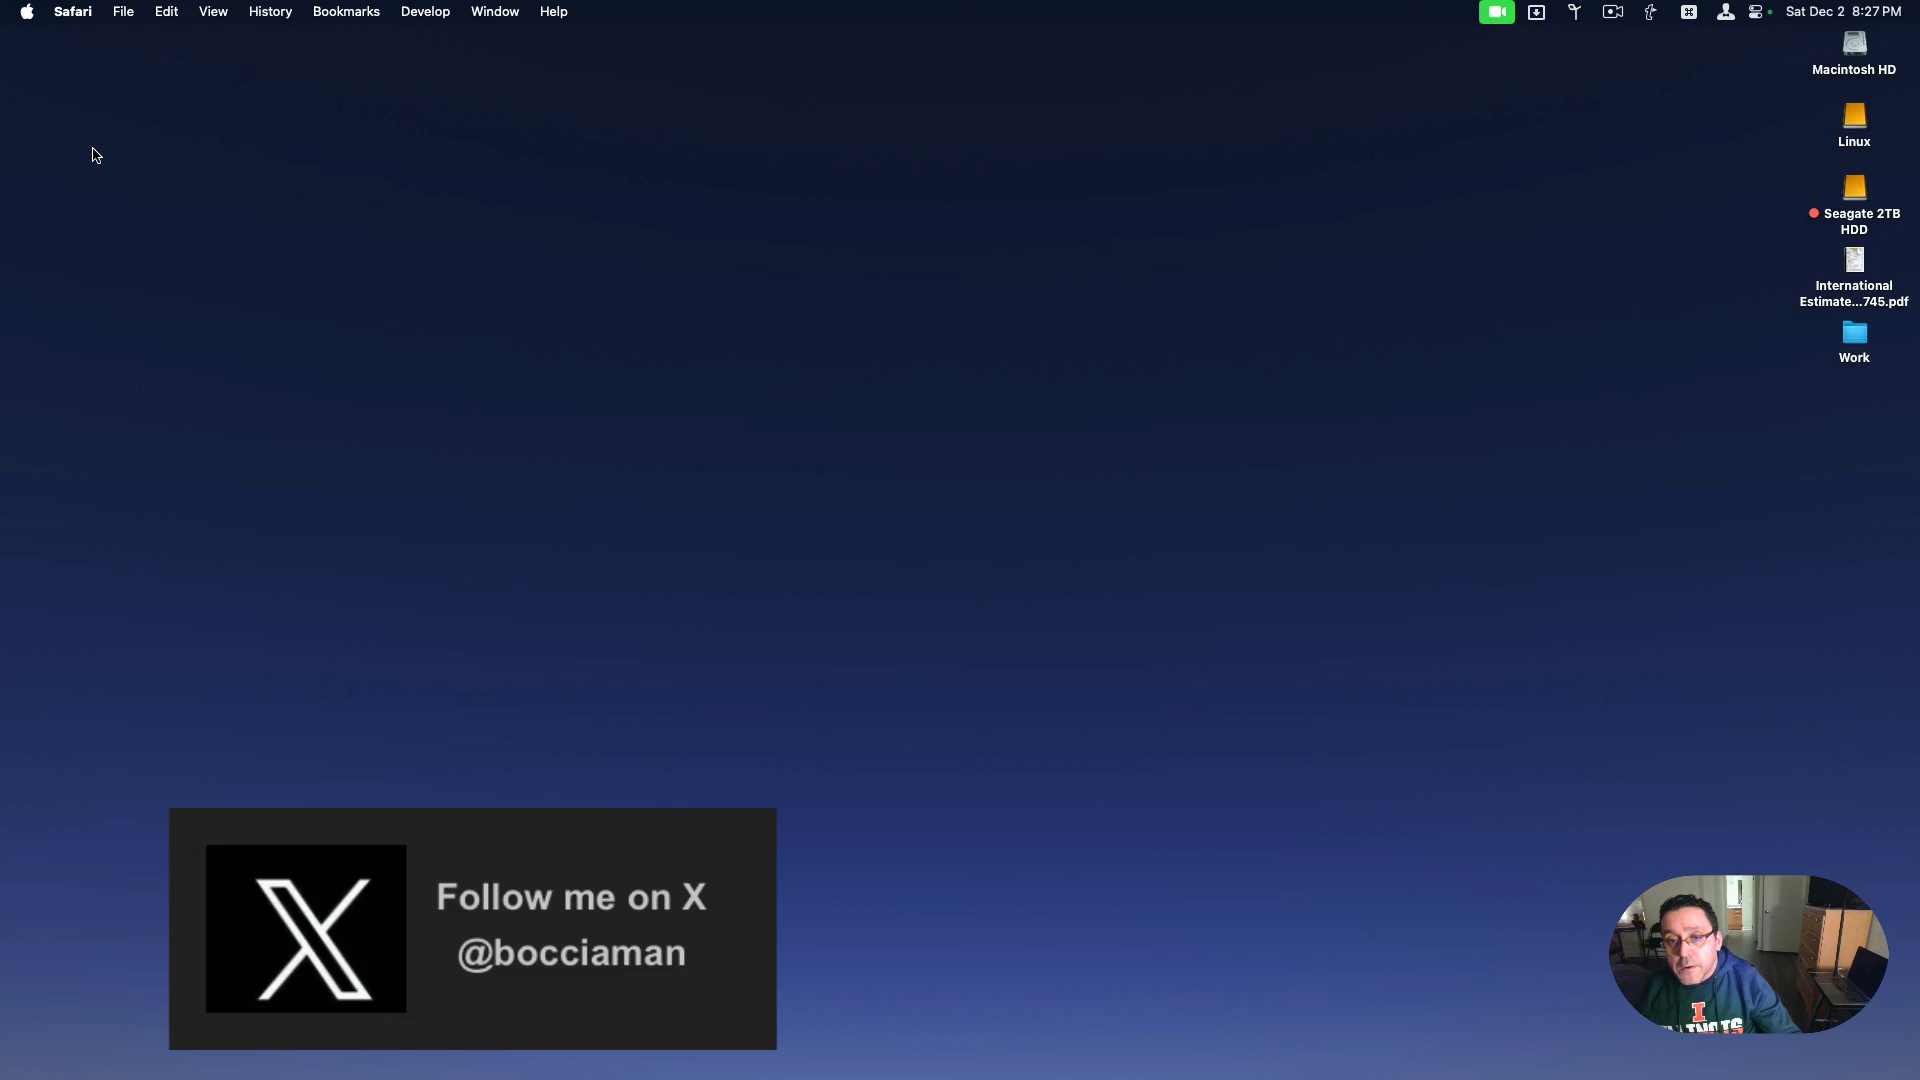 Safari File Edit View History Bookmarks Develop Window Help Sat Dec 2 8:27 PM
Macintosh HD
Linux
Seagate 2TB
HDD
International
Estimate...745.pdf
Work
X
Follow me on X
@bocciaman
I
ILLINOIS